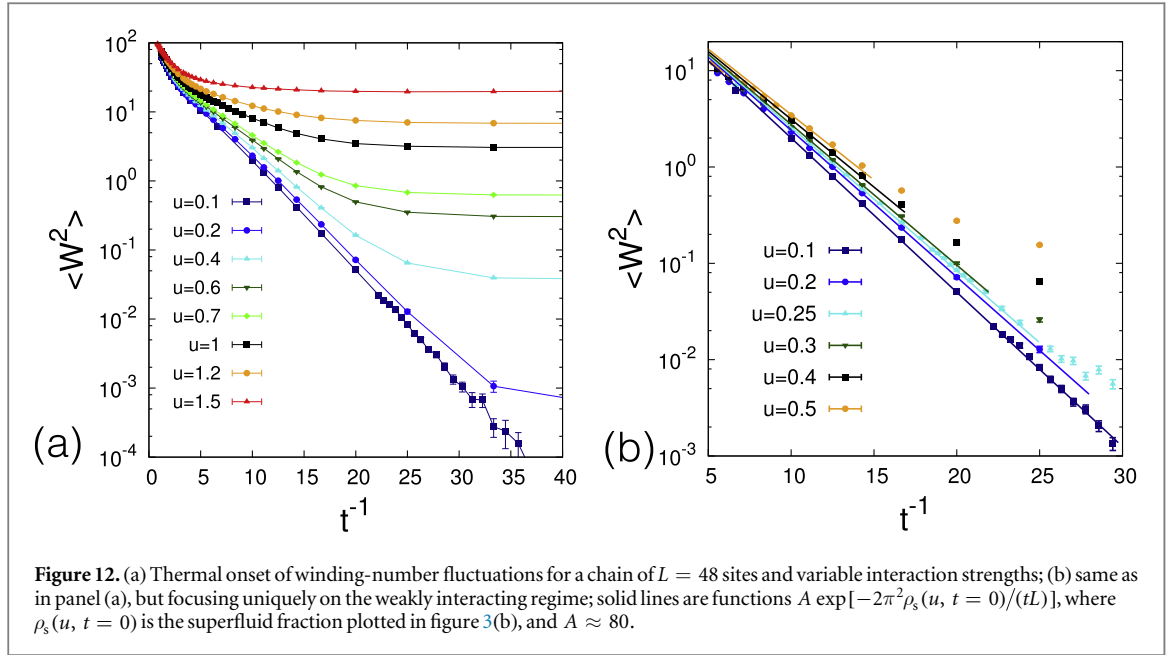 10^2
10^1
10^0
10^-1
10^-2
10^-3
10^-4
<W^2>
u=0.1
u=0.2
u=0.4
u=0.6
u=0.7
u=1
u=1.2
u=1.5
(a)
0 5 10 15 20 25 30 35 40
t^-1
10^1
10^0
10^-1
10^-2
10^-3
<W^2>
u=0.1
u=0.2
u=0.25
u=0.3
u=0.4
u=0.5
(b)
5 10 15 20 25 30
t^-1
Figure 12. (a) Thermal onset of winding-number fluctuations for a chain of L = 48 sites and variable interaction strengths; (b) same as
in panel (a), but focusing uniquely on the weakly interacting regime; solid lines are functions A exp[−2π²ρ_s(u, t = 0)/(tL)], where
ρ_s(u, t = 0) is the superfluid fraction plotted in figure 3(b), and A ≈ 80.